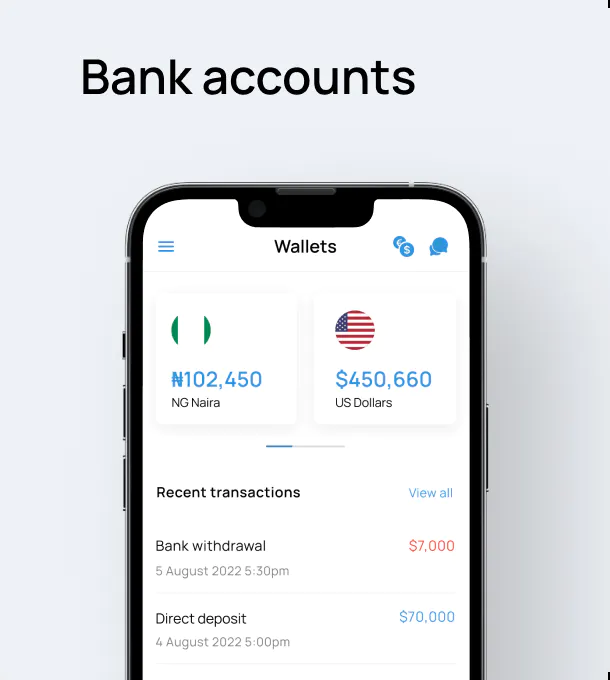 Bank accounts
Wallets
€ $
₦102,450 $450,660
NG Naira US Dollars
Recent transactions View all
Bank withdrawal $7,000
5 August 2022 5:30pm
Direct deposit $70,000
4 August 2022 5:00pm